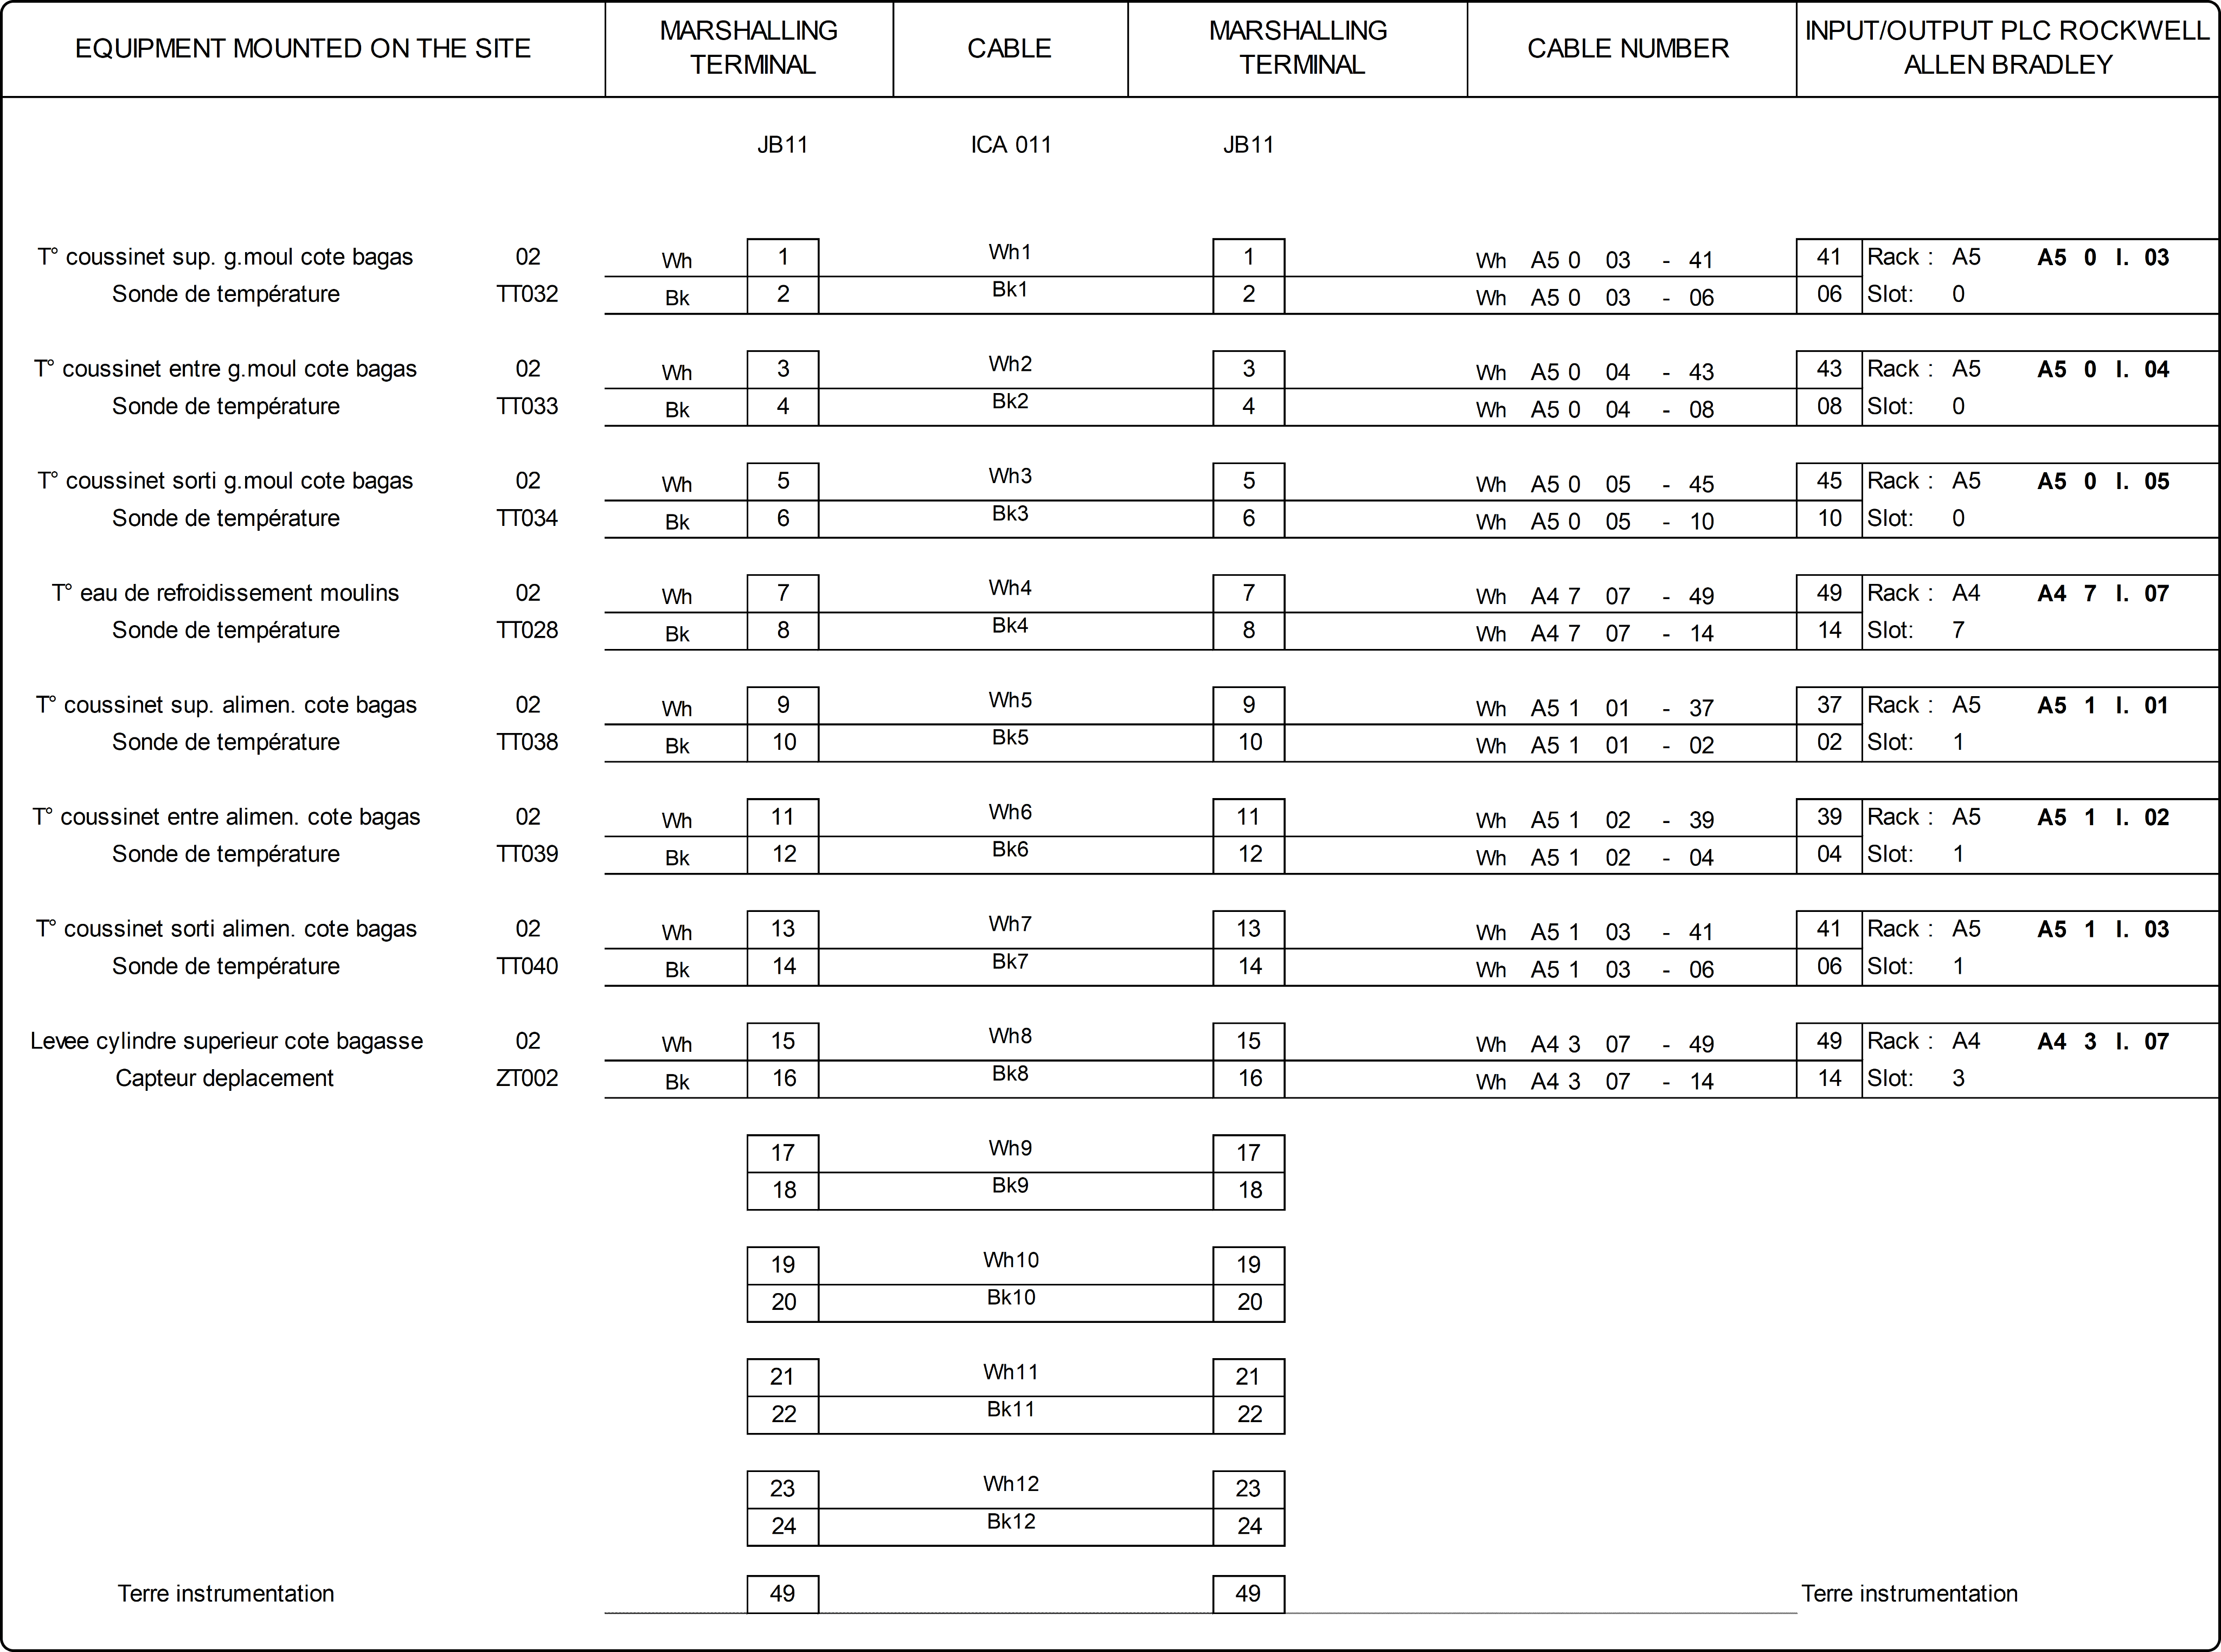 EQUIPMENT MOUNTED ON THE SITE MARSHALLING TERMINAL CABLE MARSHALLING TERMINAL CABLE NUMBER INPUT/OUTPUT PLC ROCKWELL ALLEN BRADLEY
JB11 ICA 011 JB11
T° coussinet sup. g.moul cote bagas 02 Wh 1 Wh1 1 Wh A5 0 03 - 41 41 Rack : A5 A5 0 I. 03
Sonde de température TT032 Bk 2 Bk1 2 Wh A5 0 03 - 06 06 Slot: 0
T° coussinet entre g.moul cote bagas 02 Wh 3 Wh2 3 Wh A5 0 04 - 43 43 Rack : A5 A5 0 I. 04
Sonde de température TT033 Bk 4 Bk2 4 Wh A5 0 04 - 08 08 Slot: 0
T° coussinet sorti g.moul cote bagas 02 Wh 5 Wh3 5 Wh A5 0 05 - 45 45 Rack : A5 A5 0 I. 05
Sonde de température TT034 Bk 6 Bk3 6 Wh A5 0 05 - 10 10 Slot: 0
T° eau de refroidissement moulins 02 Wh 7 Wh4 7 Wh A4 7 07 - 49 49 Rack : A4 A4 7 I. 07
Sonde de température TT028 Bk 8 Bk4 8 Wh A4 7 07 - 14 14 Slot: 7
T° coussinet sup. alimen. cote bagas 02 Wh 9 Wh5 9 Wh A5 1 01 - 37 37 Rack : A5 A5 1 I. 01
Sonde de température TT038 Bk 10 Bk5 10 Wh A5 1 01 - 02 02 Slot: 1
T° coussinet entre alimen. cote bagas 02 Wh 11 Wh6 11 Wh A5 1 02 - 39 39 Rack : A5 A5 1 I. 02
Sonde de température TT039 Bk 12 Bk6 12 Wh A5 1 02 - 04 04 Slot: 1
T° coussinet sorti alimen. cote bagas 02 Wh 13 Wh7 13 Wh A5 1 03 - 41 41 Rack : A5 A5 1 I. 03
Sonde de température TT040 Bk 14 Bk7 14 Wh A5 1 03 - 06 06 Slot: 1
Levee cylindre superieur cote bagasse 02 Wh 15 Wh8 15 Wh A4 3 07 - 49 49 Rack : A4 A4 3 I. 07
Capteur deplacement ZT002 Bk 16 Bk8 16 Wh A4 3 07 - 14 14 Slot: 3
17 Wh9 17
18 Bk9 18
19 Wh10 19
20 Bk10 20
21 Wh11 21
22 Bk11 22
23 Wh12 23
24 Bk12 24
Terre instrumentation 49 49 Terre instrumentation